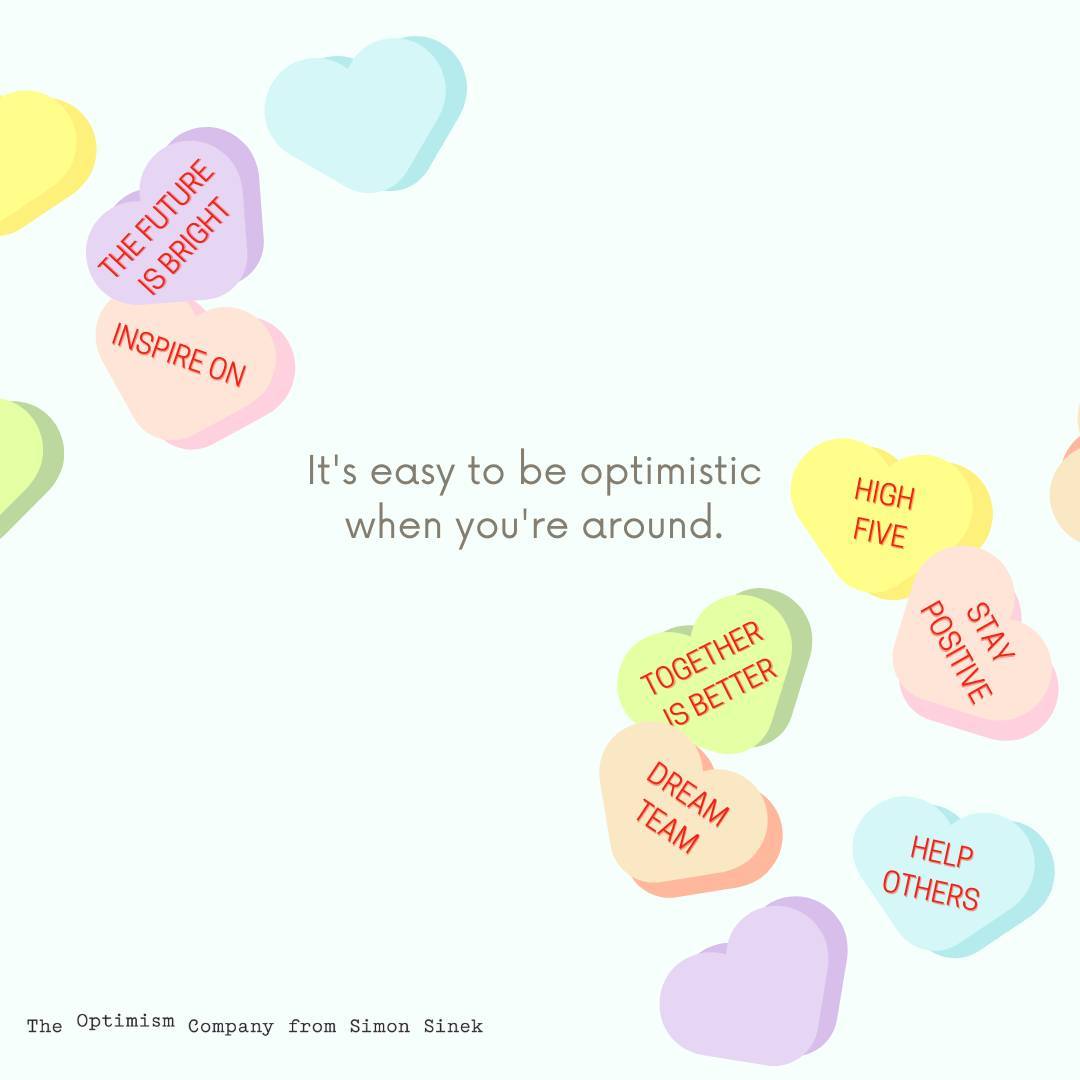 THE FUTURE
IS BRIGHT
INSPIRE ON
It's easy to be optimistic
when you're around.
HIGH
FIVE
STAY
POSITIVE
TOGETHER
IS BETTER
DREAM
TEAM
HELP
OTHERS
The Optimism Company from Simon Sinek